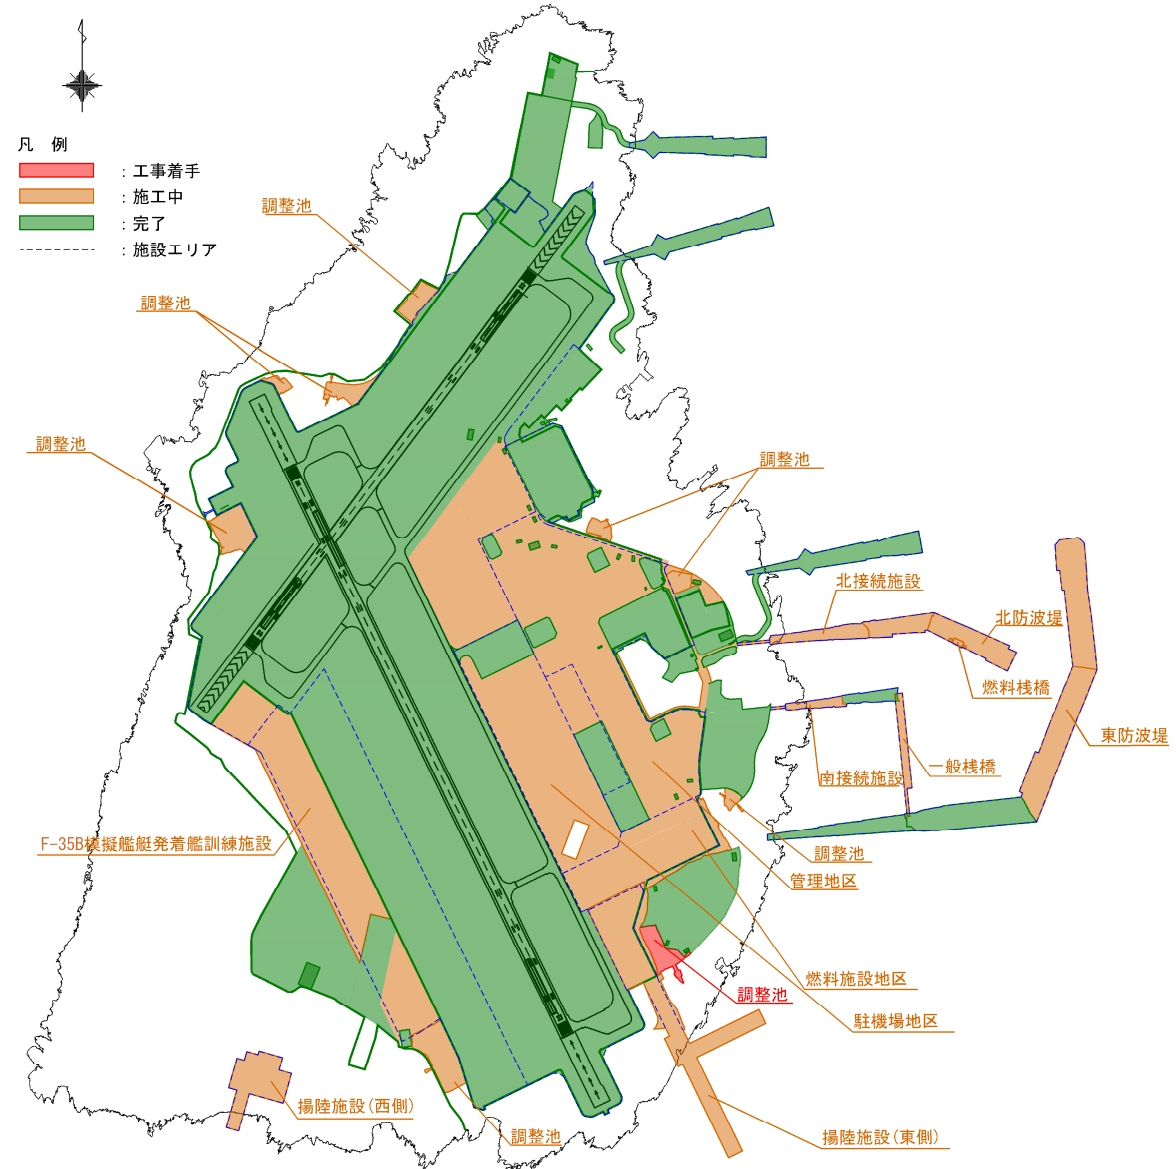 凡 例
：工事着手
：施工中
：完了
：施設エリア
調整池
調整池
調整池
調整池
北接続施設
北防波堤
燃料桟橋
東防波堤
一般桟橋
南接続施設
F-35B模擬艦艇発着艦訓練施設
調整池
管理地区
燃料施設地区
調整池
駐機場地区
揚陸施設(西側)
調整池
揚陸施設(東側)